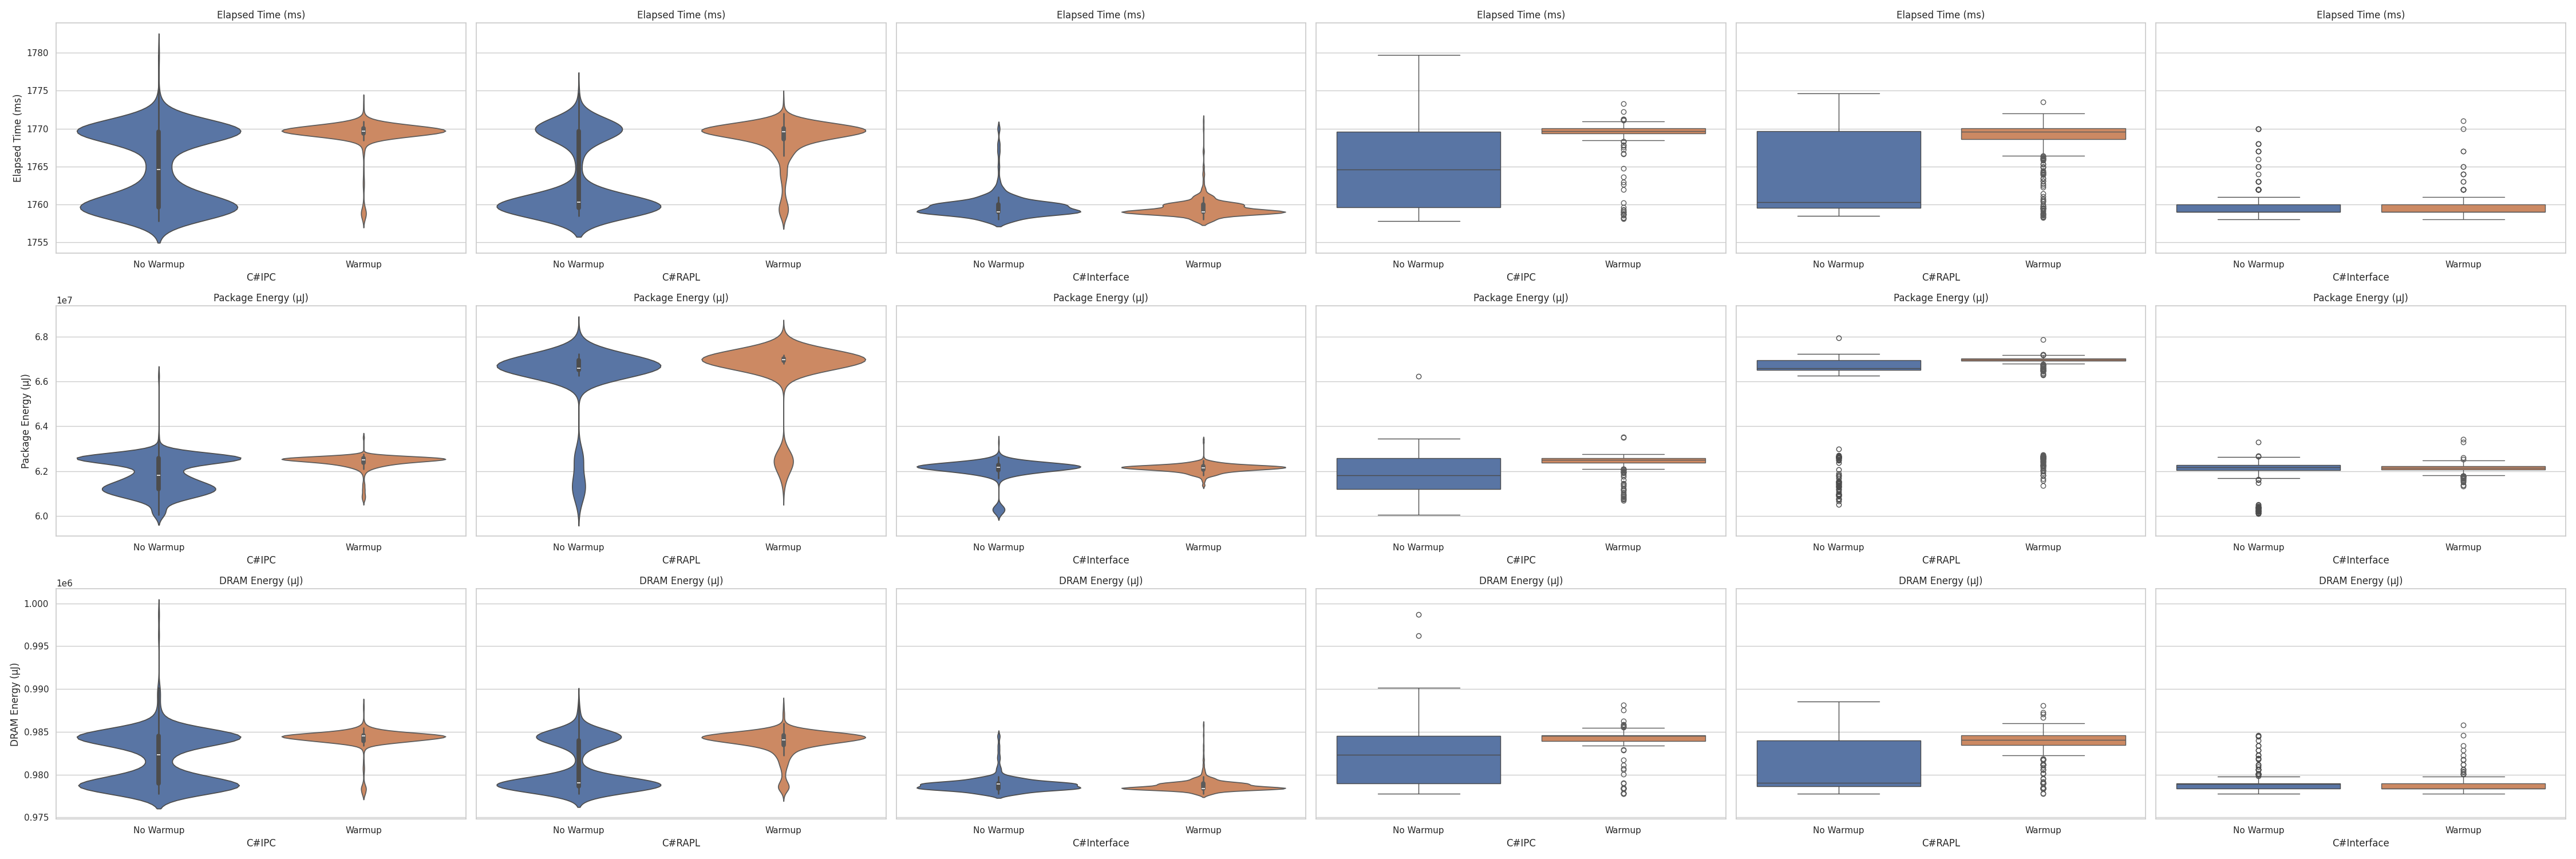 Elapsed Time (ms) Elapsed Time (ms) Elapsed Time (ms) Elapsed Time (ms) Elapsed Time (ms) Elapsed Time (ms)
Elapsed Time (ms)
1780
1775
1770
1765
1760
1755
No Warmup Warmup No Warmup Warmup No Warmup Warmup No Warmup Warmup No Warmup Warmup No Warmup Warmup
C#IPC C#RAPL C#Interface C#IPC C#RAPL C#Interface
1e7 Package Energy (μJ) Package Energy (μJ) Package Energy (μJ) Package Energy (μJ) Package Energy (μJ) Package Energy (μJ)
Package Energy (μJ)
6.8
6.6
6.4
6.2
6.0
No Warmup Warmup No Warmup Warmup No Warmup Warmup No Warmup Warmup No Warmup Warmup No Warmup Warmup
C#IPC C#RAPL C#Interface C#IPC C#RAPL C#Interface
1e6 DRAM Energy (μJ) DRAM Energy (μJ) DRAM Energy (μJ) DRAM Energy (μJ) DRAM Energy (μJ) DRAM Energy (μJ)
DRAM Energy (μJ)
1.000
0.995
0.990
0.985
0.980
0.975
No Warmup Warmup No Warmup Warmup No Warmup Warmup No Warmup Warmup No Warmup Warmup No Warmup Warmup
C#IPC C#RAPL C#Interface C#IPC C#RAPL C#Interface